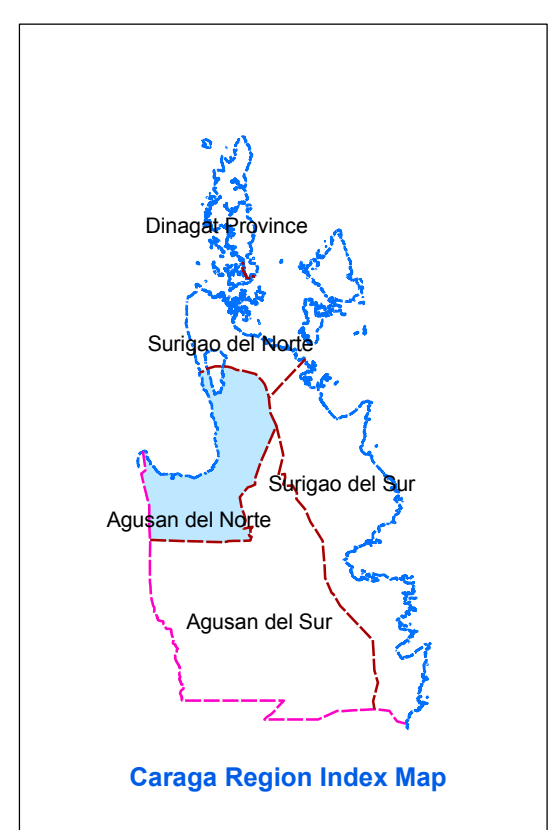 Dinagat Province
Surigao del Norte
Surigao del Sur
Agusan del Norte
Agusan del Sur
Caraga Region Index Map